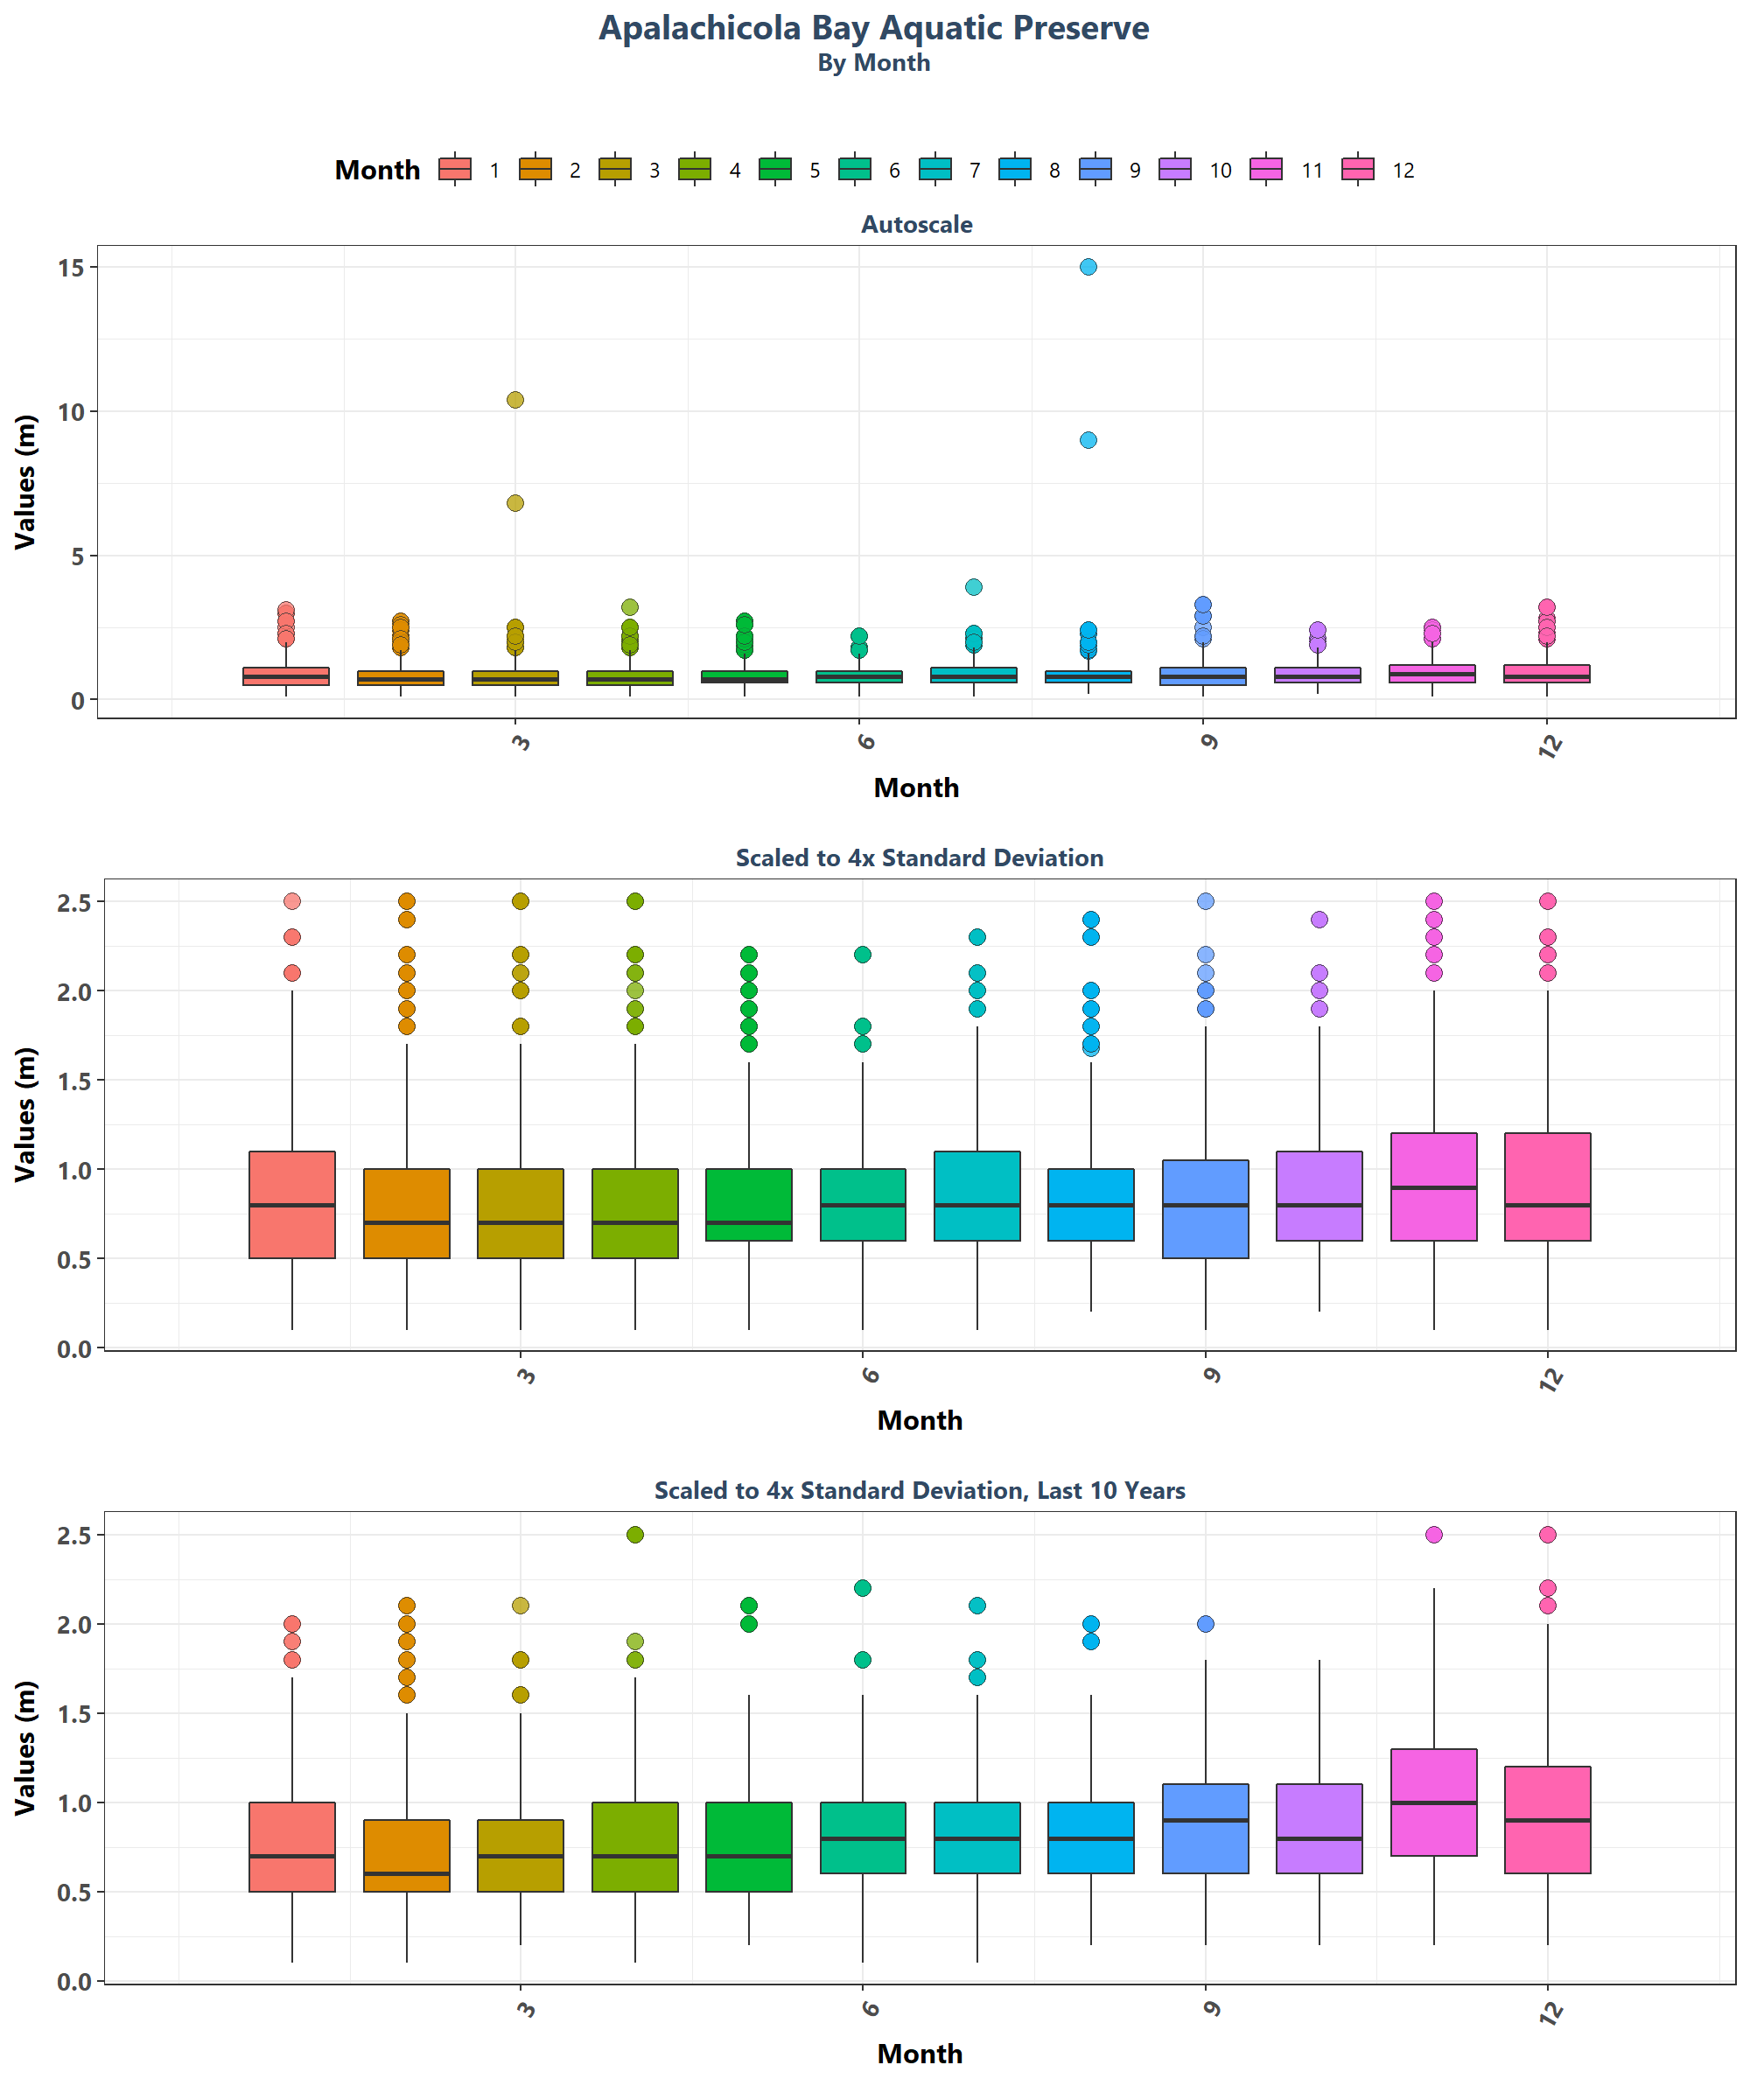 Apalachicola Bay Aquatic Preserve
By Month
Month 1 2 3 4 5 6 7 8 9 10 11 12
Autoscale
Values (m)
15
10
5
0
3 6 9 12
Month
Scaled to 4x Standard Deviation
Values (m)
2.5
2.0
1.5
1.0
0.5
0.0
3 6 9 12
Month
Scaled to 4x Standard Deviation, Last 10 Years
Values (m)
2.5
2.0
1.5
1.0
0.5
0.0
3 6 9 12
Month